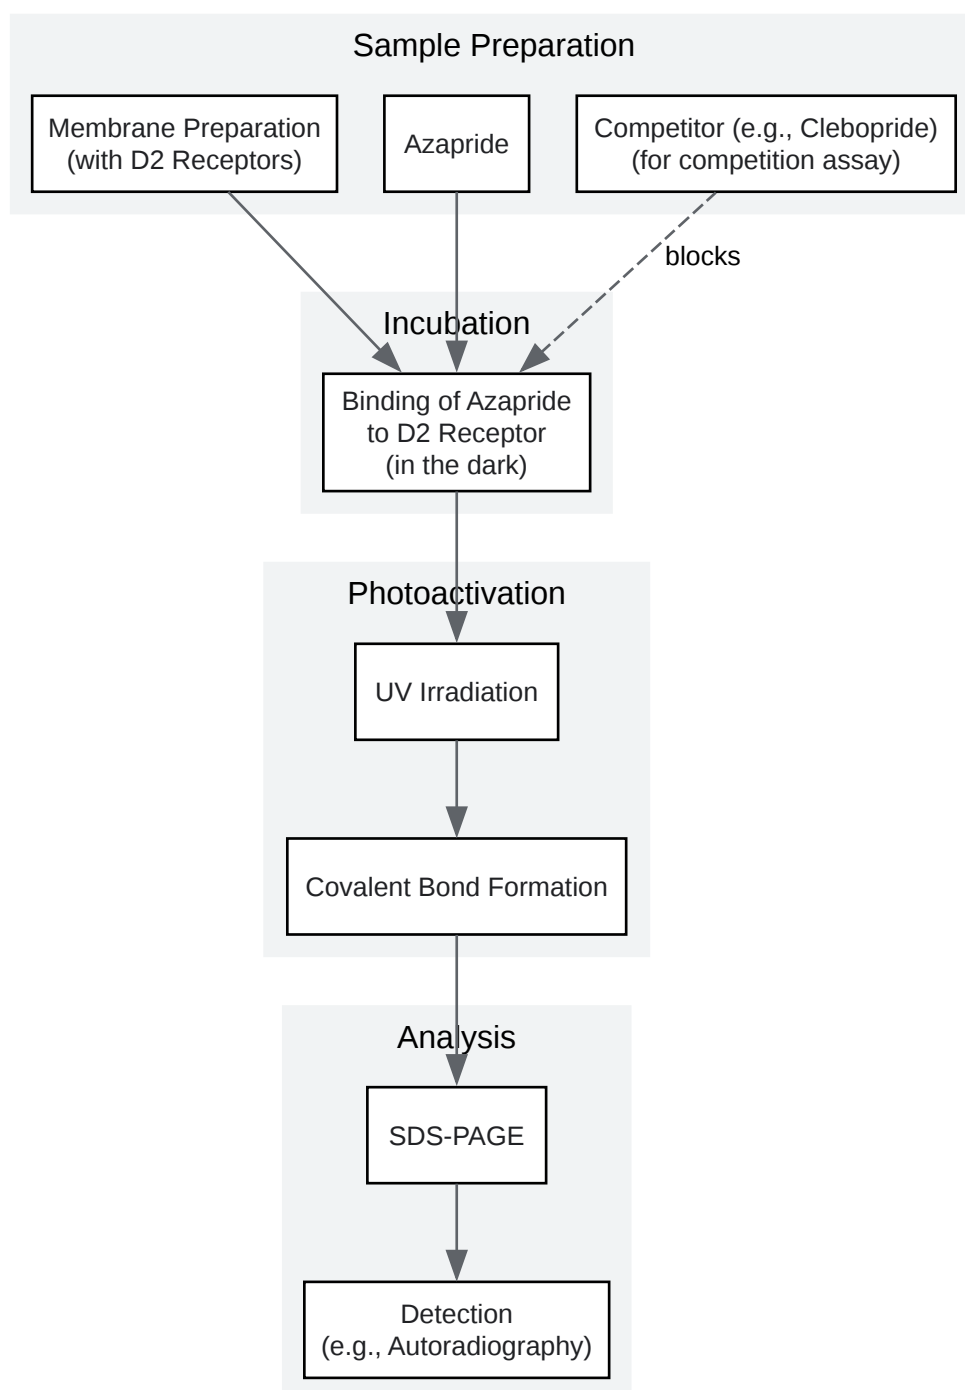 Sample Preparation
Membrane Preparation
(with D2 Receptors)
Azapride
Competitor (e.g., Clebopride)
(for competition assay)
blocks
Incubation
Binding of Azapride
to D2 Receptor
(in the dark)
Photoactivation
UV Irradiation
Covalent Bond Formation
Analysis
SDS-PAGE
Detection
(e.g., Autoradiography)